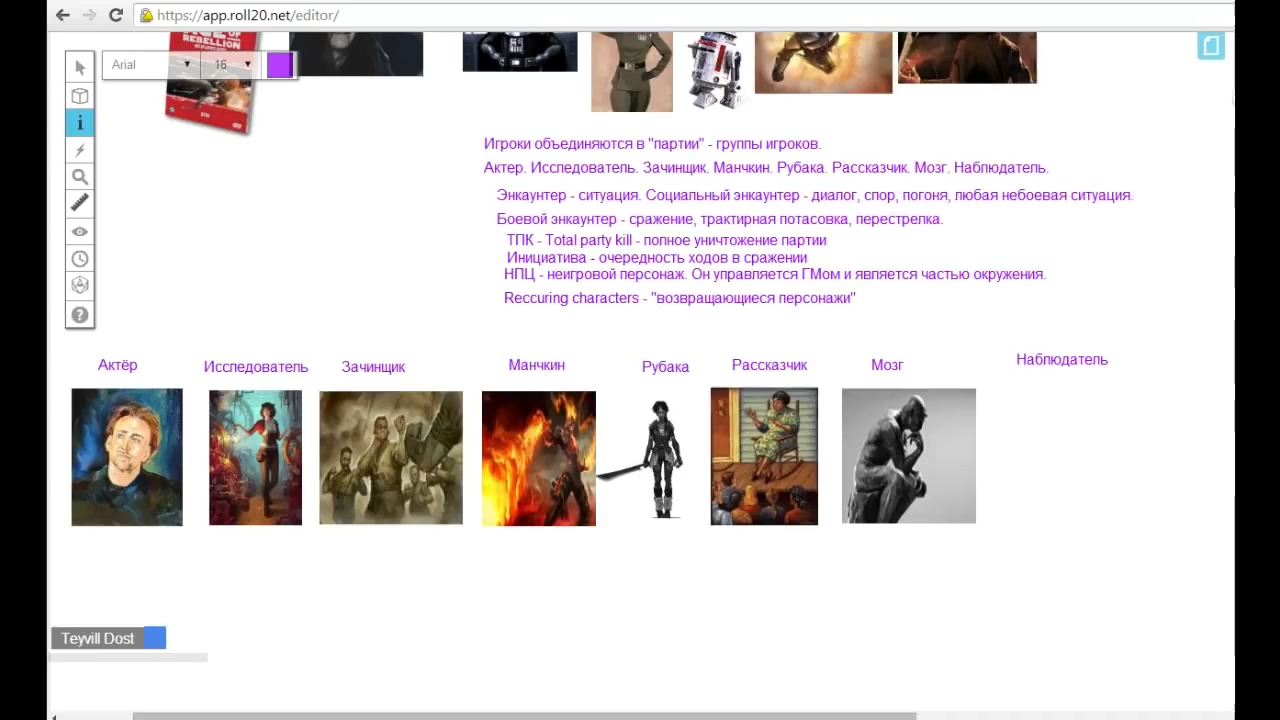 https://app.roll20.net/editor/
OF
REBELLION
Arial 16
Игроки объединяются в "партии" - группы игроков.
Актер. Исследователь. Зачинщик. Манчкин. Рубака. Рассказчик. Мозг. Наблюдатель.
Энкаунтер - ситуация. Социальный энкаунтер - диалог, спор, погоня, любая небоевая ситуация.
Боевой энкаунтер - сражение, трактирная потасовка, перестрелка.
ТПК - Total party kill - полное уничтожение партии
Инициатива - очередность ходов в сражении
НПЦ - неигровой персонаж. Он управляется ГМом и является частью окружения.
Reccuring characters - "возвращающиеся персонажи"
Актёр Исследователь Зачинщик Манчкин Рубака Рассказчик Мозг Наблюдатель
Teyvill Dost